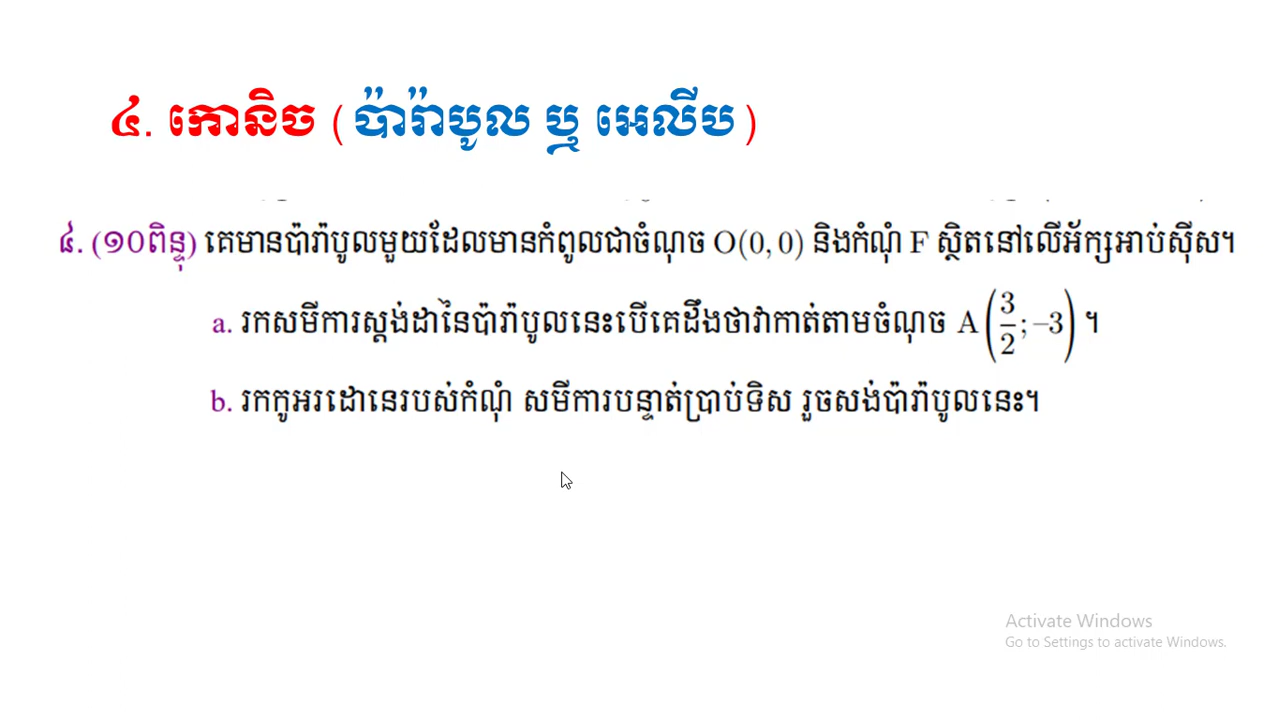 ៤. កោនិច (ប៉ារ៉ាបូល ឬ អេលីប)
៤. (១០ពិន្ទុ) គេមានប៉ារ៉ាបូលមួយដែលមានកំពូលជាចំណុច O(0, 0) និងកំណុំ F ស្ថិតនៅលើអ័ក្សអាប់ស៊ីស។
a. រកសមីការស្តង់ដានៃប៉ារ៉ាបូលនេះបើគេដឹងថាវាកាត់តាមចំណុច A(3/2; –3) ។
b. រកកូអរដោនេរបស់កំណុំ សមីការបន្ទាត់ប្រាប់ទិស រួចសង់ប៉ារ៉ាបូលនេះ។
Activate Windows
Go to Settings to activate Windows.